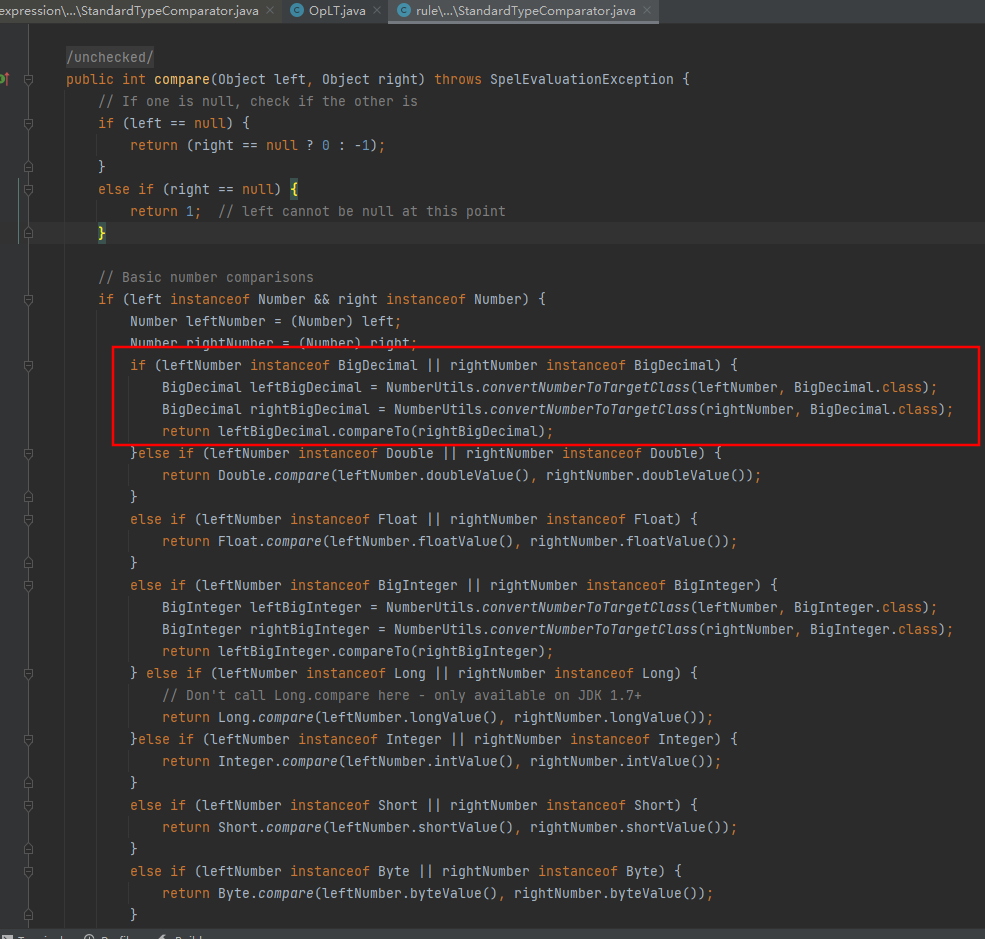 expression\...\StandardTypeComparator.java × OpLT.java × rule\...\StandardTypeComparator.java ×
/unchecked/
public int compare(Object left, Object right) throws SpelEvaluationException {
// If one is null, check if the other is
if (left == null) {
return (right == null ? 0 : -1);
}
else if (right == null) {
return 1;  // left cannot be null at this point
}
// Basic number comparisons
if (left instanceof Number && right instanceof Number) {
Number leftNumber = (Number) left;
Number rightNumber = (Number) right;
if (leftNumber instanceof BigDecimal || rightNumber instanceof BigDecimal) {
BigDecimal leftBigDecimal = NumberUtils.convertNumberToTargetClass(leftNumber, BigDecimal.class);
BigDecimal rightBigDecimal = NumberUtils.convertNumberToTargetClass(rightNumber, BigDecimal.class);
return leftBigDecimal.compareTo(rightBigDecimal);
}else if (leftNumber instanceof Double || rightNumber instanceof Double) {
return Double.compare(leftNumber.doubleValue(), rightNumber.doubleValue());
}
else if (leftNumber instanceof Float || rightNumber instanceof Float) {
return Float.compare(leftNumber.floatValue(), rightNumber.floatValue());
}
else if (leftNumber instanceof BigInteger || rightNumber instanceof BigInteger) {
BigInteger leftBigInteger = NumberUtils.convertNumberToTargetClass(leftNumber, BigInteger.class);
BigInteger rightBigInteger = NumberUtils.convertNumberToTargetClass(rightNumber, BigInteger.class);
return leftBigInteger.compareTo(rightBigInteger);
} else if (leftNumber instanceof Long || rightNumber instanceof Long) {
// Don't call Long.compare here - only available on JDK 1.7+
return Long.compare(leftNumber.longValue(), rightNumber.longValue());
}else if (leftNumber instanceof Integer || rightNumber instanceof Integer) {
return Integer.compare(leftNumber.intValue(), rightNumber.intValue());
}
else if (leftNumber instanceof Short || rightNumber instanceof Short) {
return Short.compare(leftNumber.shortValue(), rightNumber.shortValue());
}
else if (leftNumber instanceof Byte || rightNumber instanceof Byte) {
return Byte.compare(leftNumber.byteValue(), rightNumber.byteValue());
}